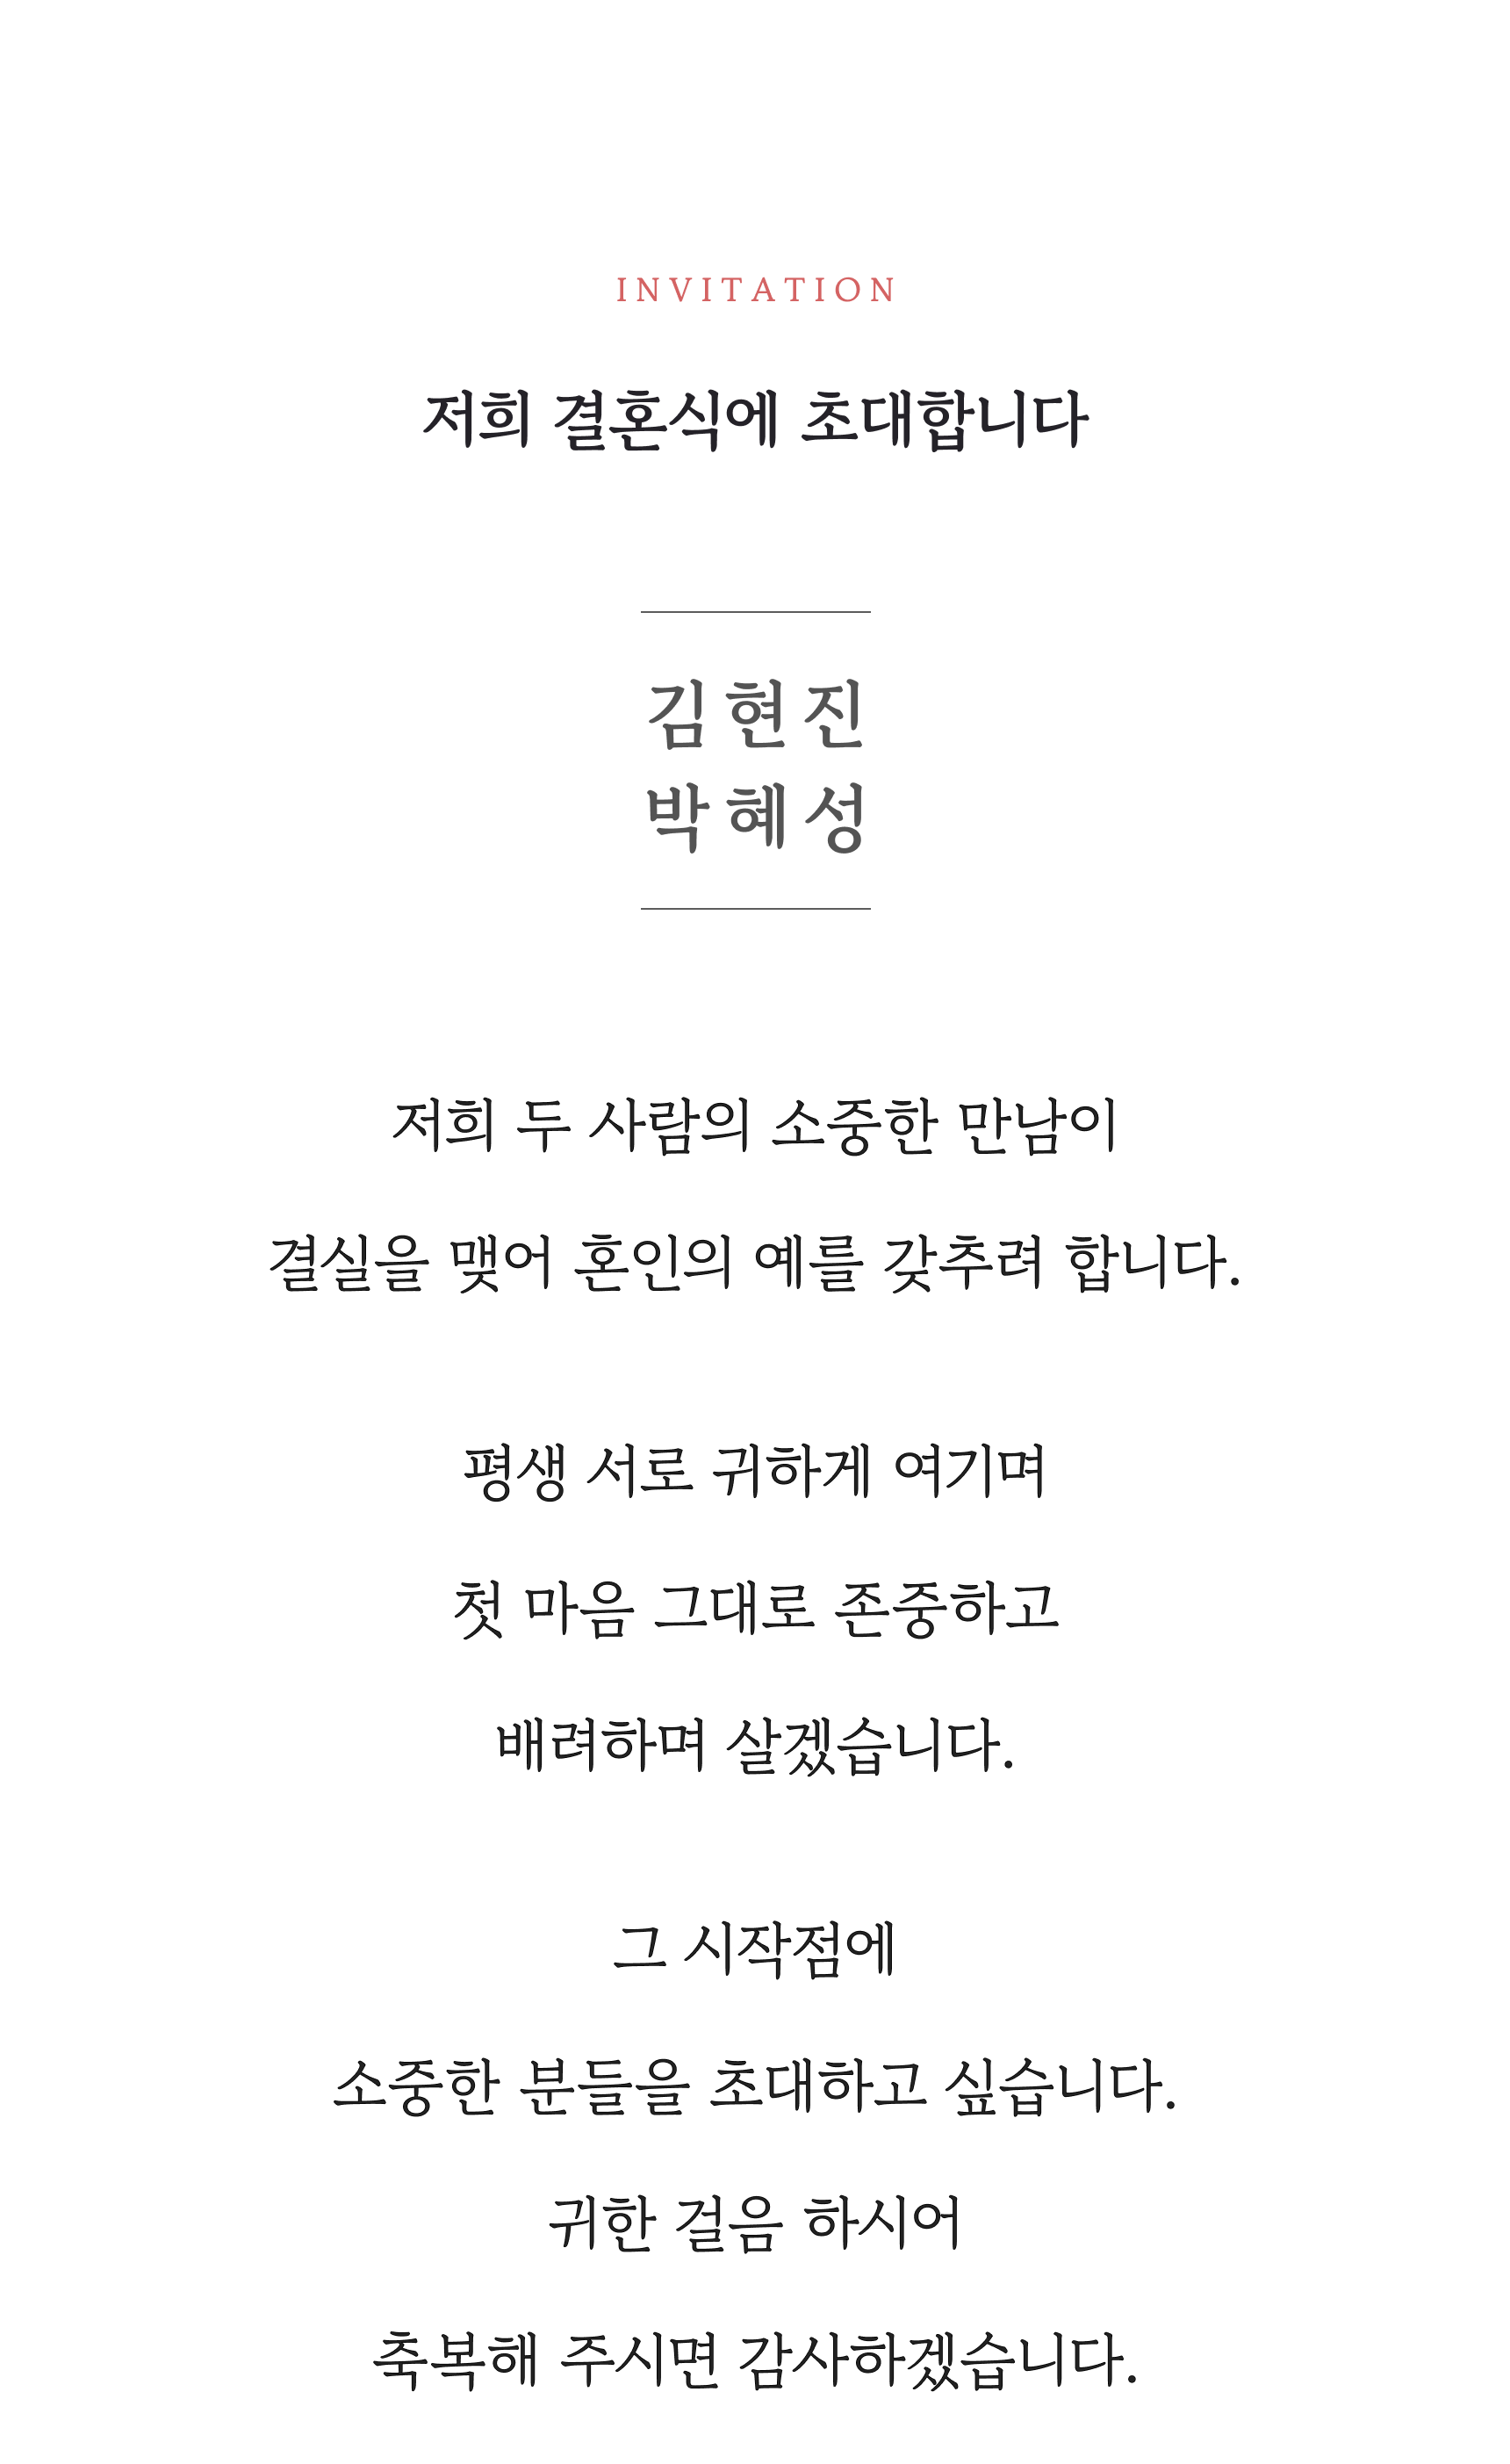 INVITATION
저희 결혼식에 초대합니다
김현진
박혜성
저희 두 사람의 소중한 만남이
결실을 맺어 혼인의 예를 갖추려 합니다.
평생 서로 귀하게 여기며
첫 마음 그대로 존중하고
배려하며 살겠습니다.
그 시작점에
소중한 분들을 초대하고 싶습니다.
귀한 걸음 하시어
축복해 주시면 감사하겠습니다.